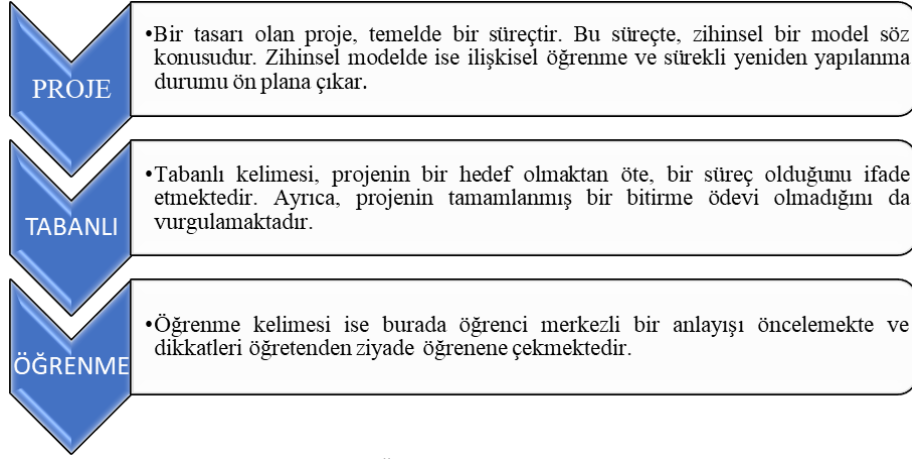 PROJE
•Bir tasarı olan proje, temelde bir süreçtir. Bu süreçte, zihinsel bir model söz
konusudur. Zihinsel modelde ise ilişkisel öğrenme ve sürekli yeniden yapılanma
durumu ön plana çıkar.
TABANLI
•Tabanlı kelimesi, projenin bir hedef olmaktan öte, bir süreç olduğunu ifade
etmektedir. Ayrıca, projenin tamamlanmış bir bitirme ödevi olmadığını da
vurgulamaktadır.
ÖĞRENME
•Öğrenme kelimesi ise burada öğrenci merkezli bir anlayışı öncelemekte ve
dikkatleri öğretenden ziyade öğrenene çekmektedir.